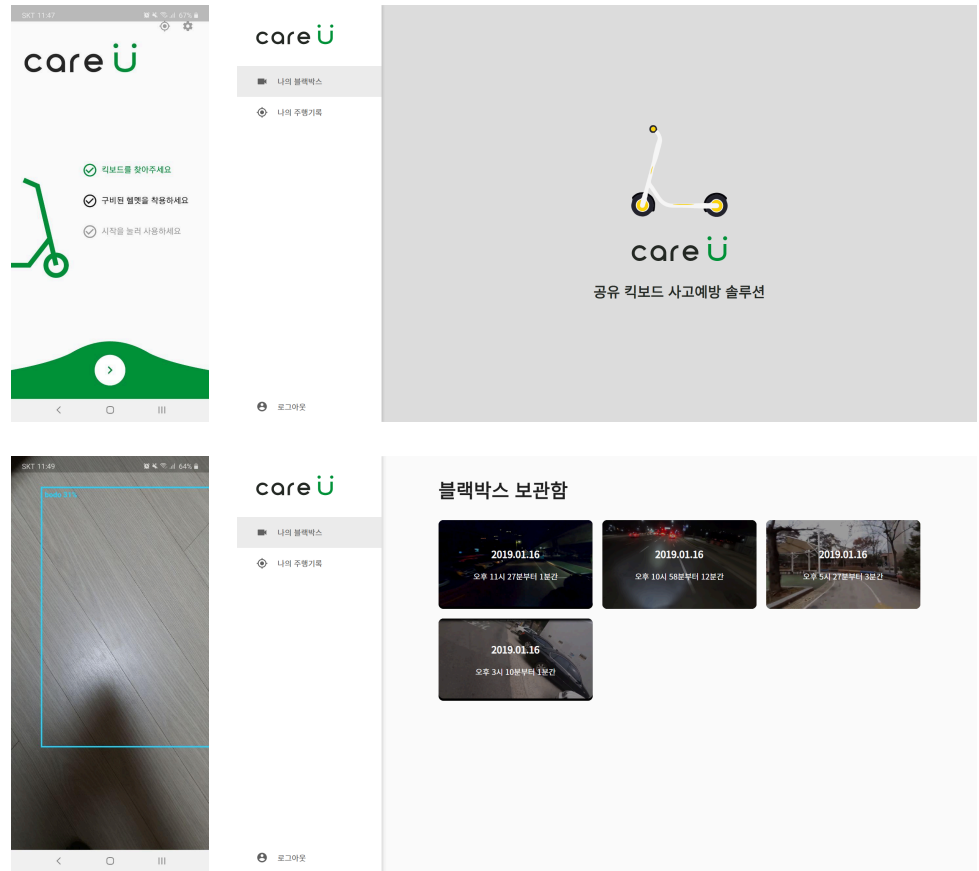 SKT 11:47
67%
care Ü
킥보드를 찾아주세요
구비된 헬멧을 착용하세요
시작을 눌러 사용하세요
care Ü
나의 블랙박스
나의 주행기록
로그아웃
care Ü
공유 킥보드 사고예방 솔루션
SKT 11:49
64%
care Ü
나의 블랙박스
나의 주행기록
로그아웃
블랙박스 보관함
2019.01.16
오후 11시 27분부터 1분간
2019.01.16
오후 10시 58분부터 12분간
2019.01.16
오후 5시 27분부터 3분간
2019.01.16
오후 3시 10분부터 1분간